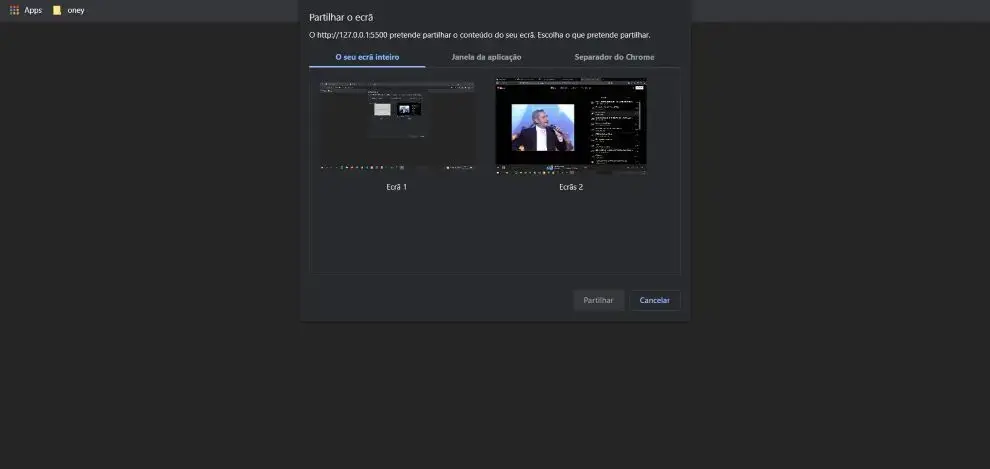 Apps oney
Partilhar o ecrã
O http://127.0.0.1:5500 pretende partilhar o conteúdo do seu ecrã. Escolha o que pretende partilhar.
O seu ecrã inteiro Janela da aplicação Separador do Chrome
Ecrã 1 Ecrãs 2
Partilhar Cancelar